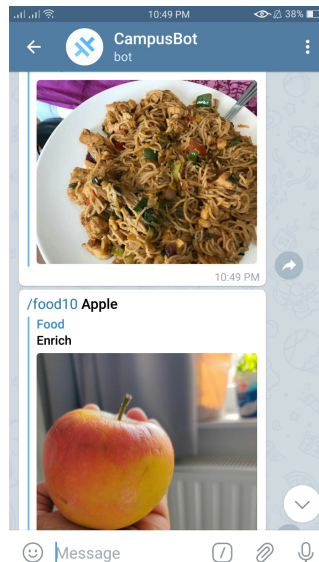 10:49 PM
38%
CampusBot
bot
10:49 PM
/food10 Apple
Food
Enrich
Message